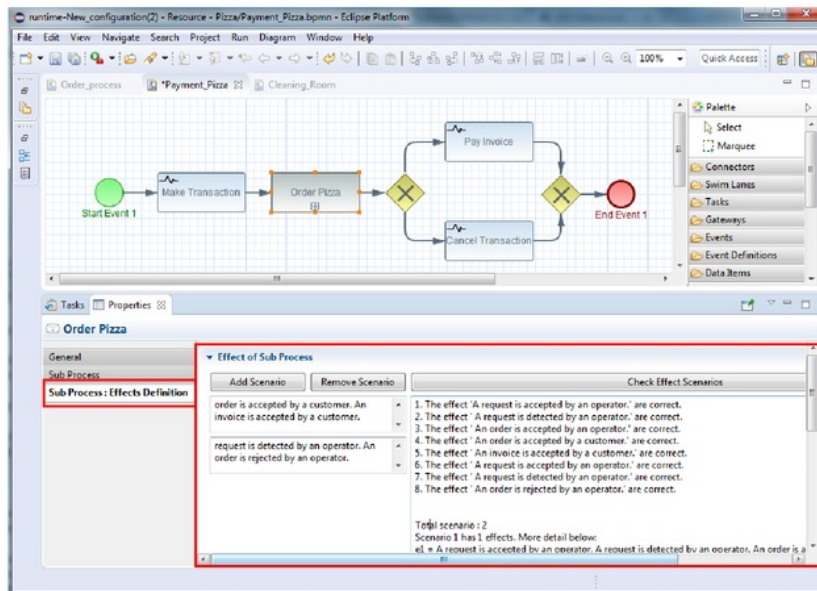 runtime-New_configuration(2) - Resource - Pizza/Payment_Pizza.bpmn - Eclipse Platform
File Edit View Navigate Search Project Run Diagram Window Help
100% Quick Access
Order_process *Payment_Pizza Cleaning_Room
Palette
Select
Marquee
Connectors
Swim Lanes
Tasks
Gateways
Events
Event Definitions
Data Items
Start Event 1
Make Transaction
Order Pizza
Pay Invoice
Cancel Transaction
End Event 1
Tasks Properties
Order Pizza
General
Sub Process
Sub Process : Effects Definition
Effect of Sub Process
Add Scenario Remove Scenario Check Effect Scenarios
order is accepted by a customer. An
invoice is accepted by a customer.
request is detected by an operator. An
order is rejected by an operator.
1. The effect 'A request is accepted by an operator.' are correct.
2. The effect ' A request is detected by an operator.' are correct.
3. The effect ' An order is accepted by an operator.' are correct.
4. The effect ' An order is accepted by a customer.' are correct.
5. The effect ' An invoice is accepted by a customer.' are correct.
6. The effect 'A request is accepted by an operator.' are correct.
7. The effect ' A request is detected by an operator.' are correct.
8. The effect ' An order is rejected by an operator.' are correct.
Total scenario : 2
Scenario 1 has 1 effects. More detail below:
e1 = A request is accepted by an operator. A request is detected by an operator. An order is a